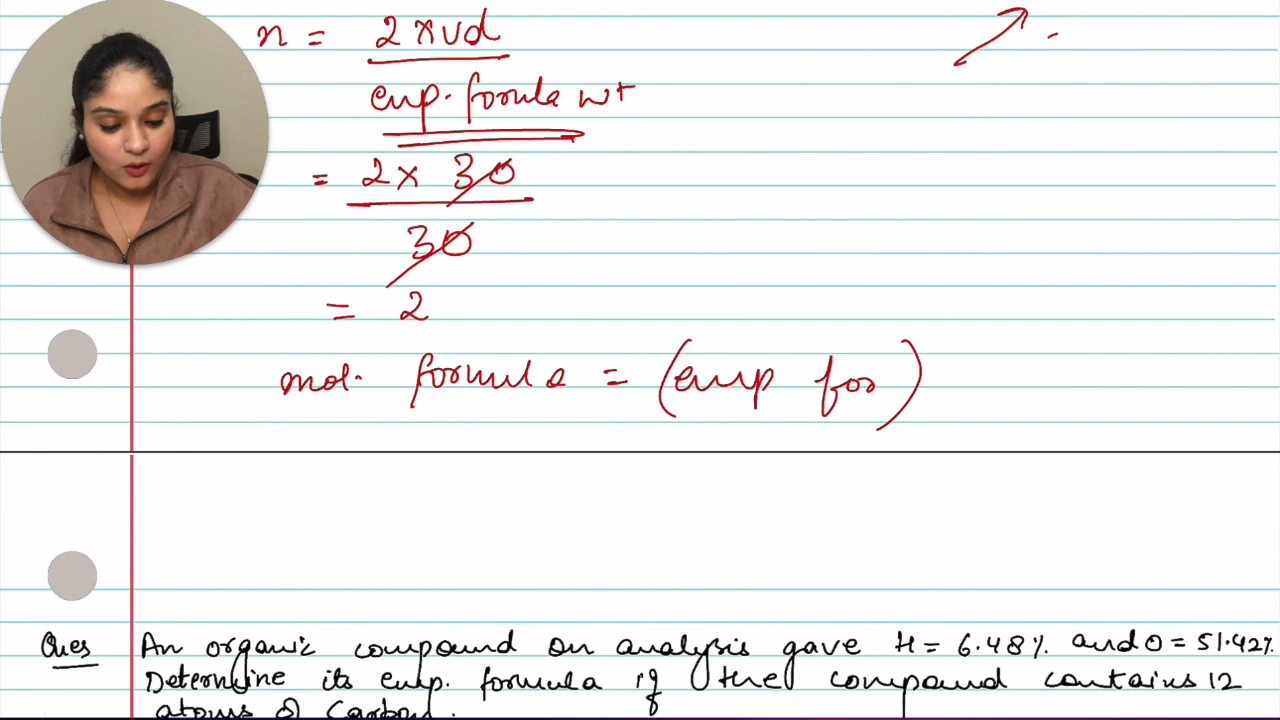 n = 2 x vd
emp. forula wt
= 2 x 30
30
= 2
mol. formula = (emp for)
Ques An organic compound on analysis gave H = 6.48% and O = 51.42%.
Determine its emp. formula if the compound contains 12
atoms of Carbon.